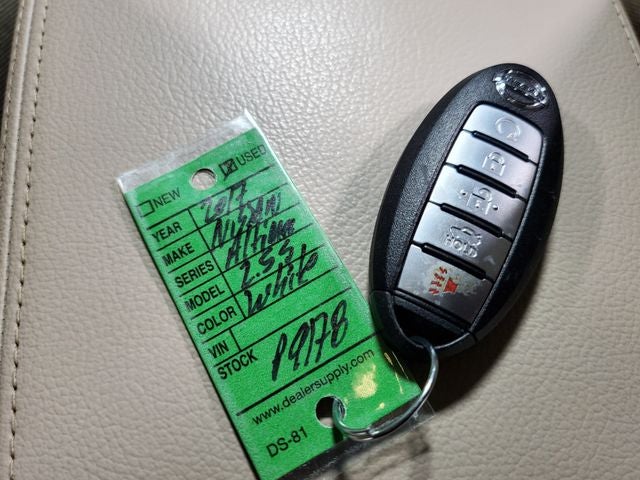 NEW USED
YEAR 2017
MAKE NISSAN
SERIES Altima
MODEL 2.5S
COLOR White
VIN
STOCK P9178
www.dealersupply.com
DS-81
HOLD